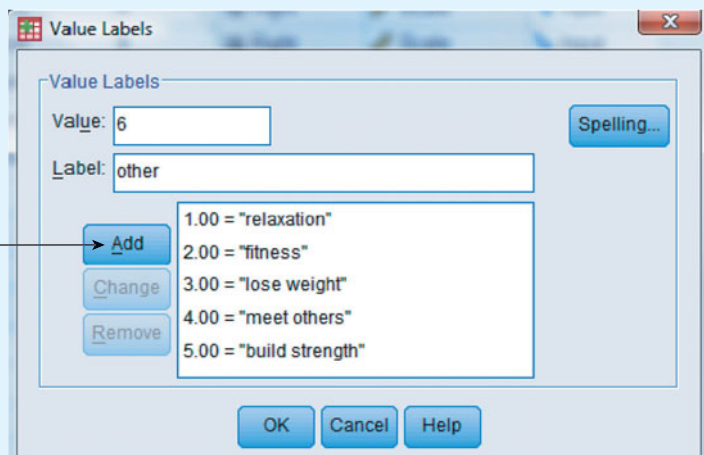 Value Labels
Value Labels
Value: 6
Spelling...
Label: other
Add
Change
Remove
1.00 = "relaxation"
2.00 = "fitness"
3.00 = "lose weight"
4.00 = "meet others"
5.00 = "build strength"
OK Cancel Help